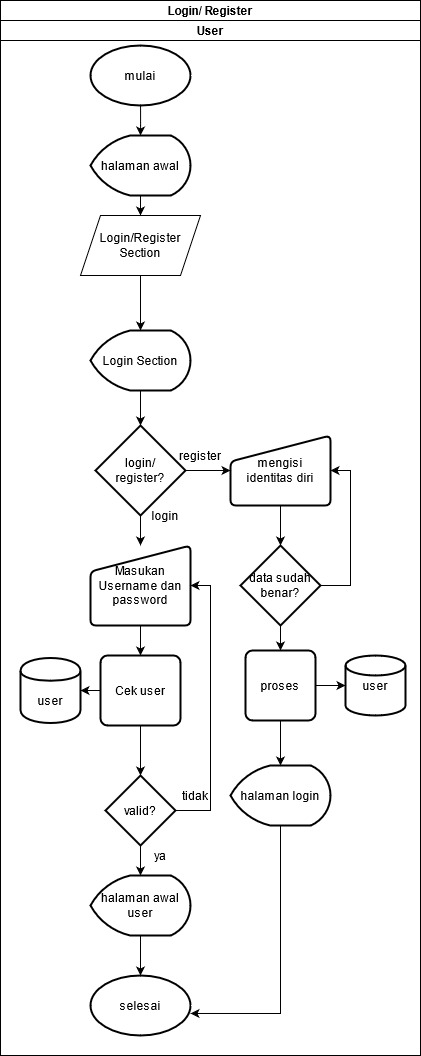 Login/ Register
User
mulai
halaman awal
Login/Register
Section
Login Section
login/
register?
register
mengisi
identitas diri
login
Masukan
Username dan
password
data sudah
benar?
user
Cek user
proses
user
valid?
tidak
halaman login
ya
halaman awal
user
selesai